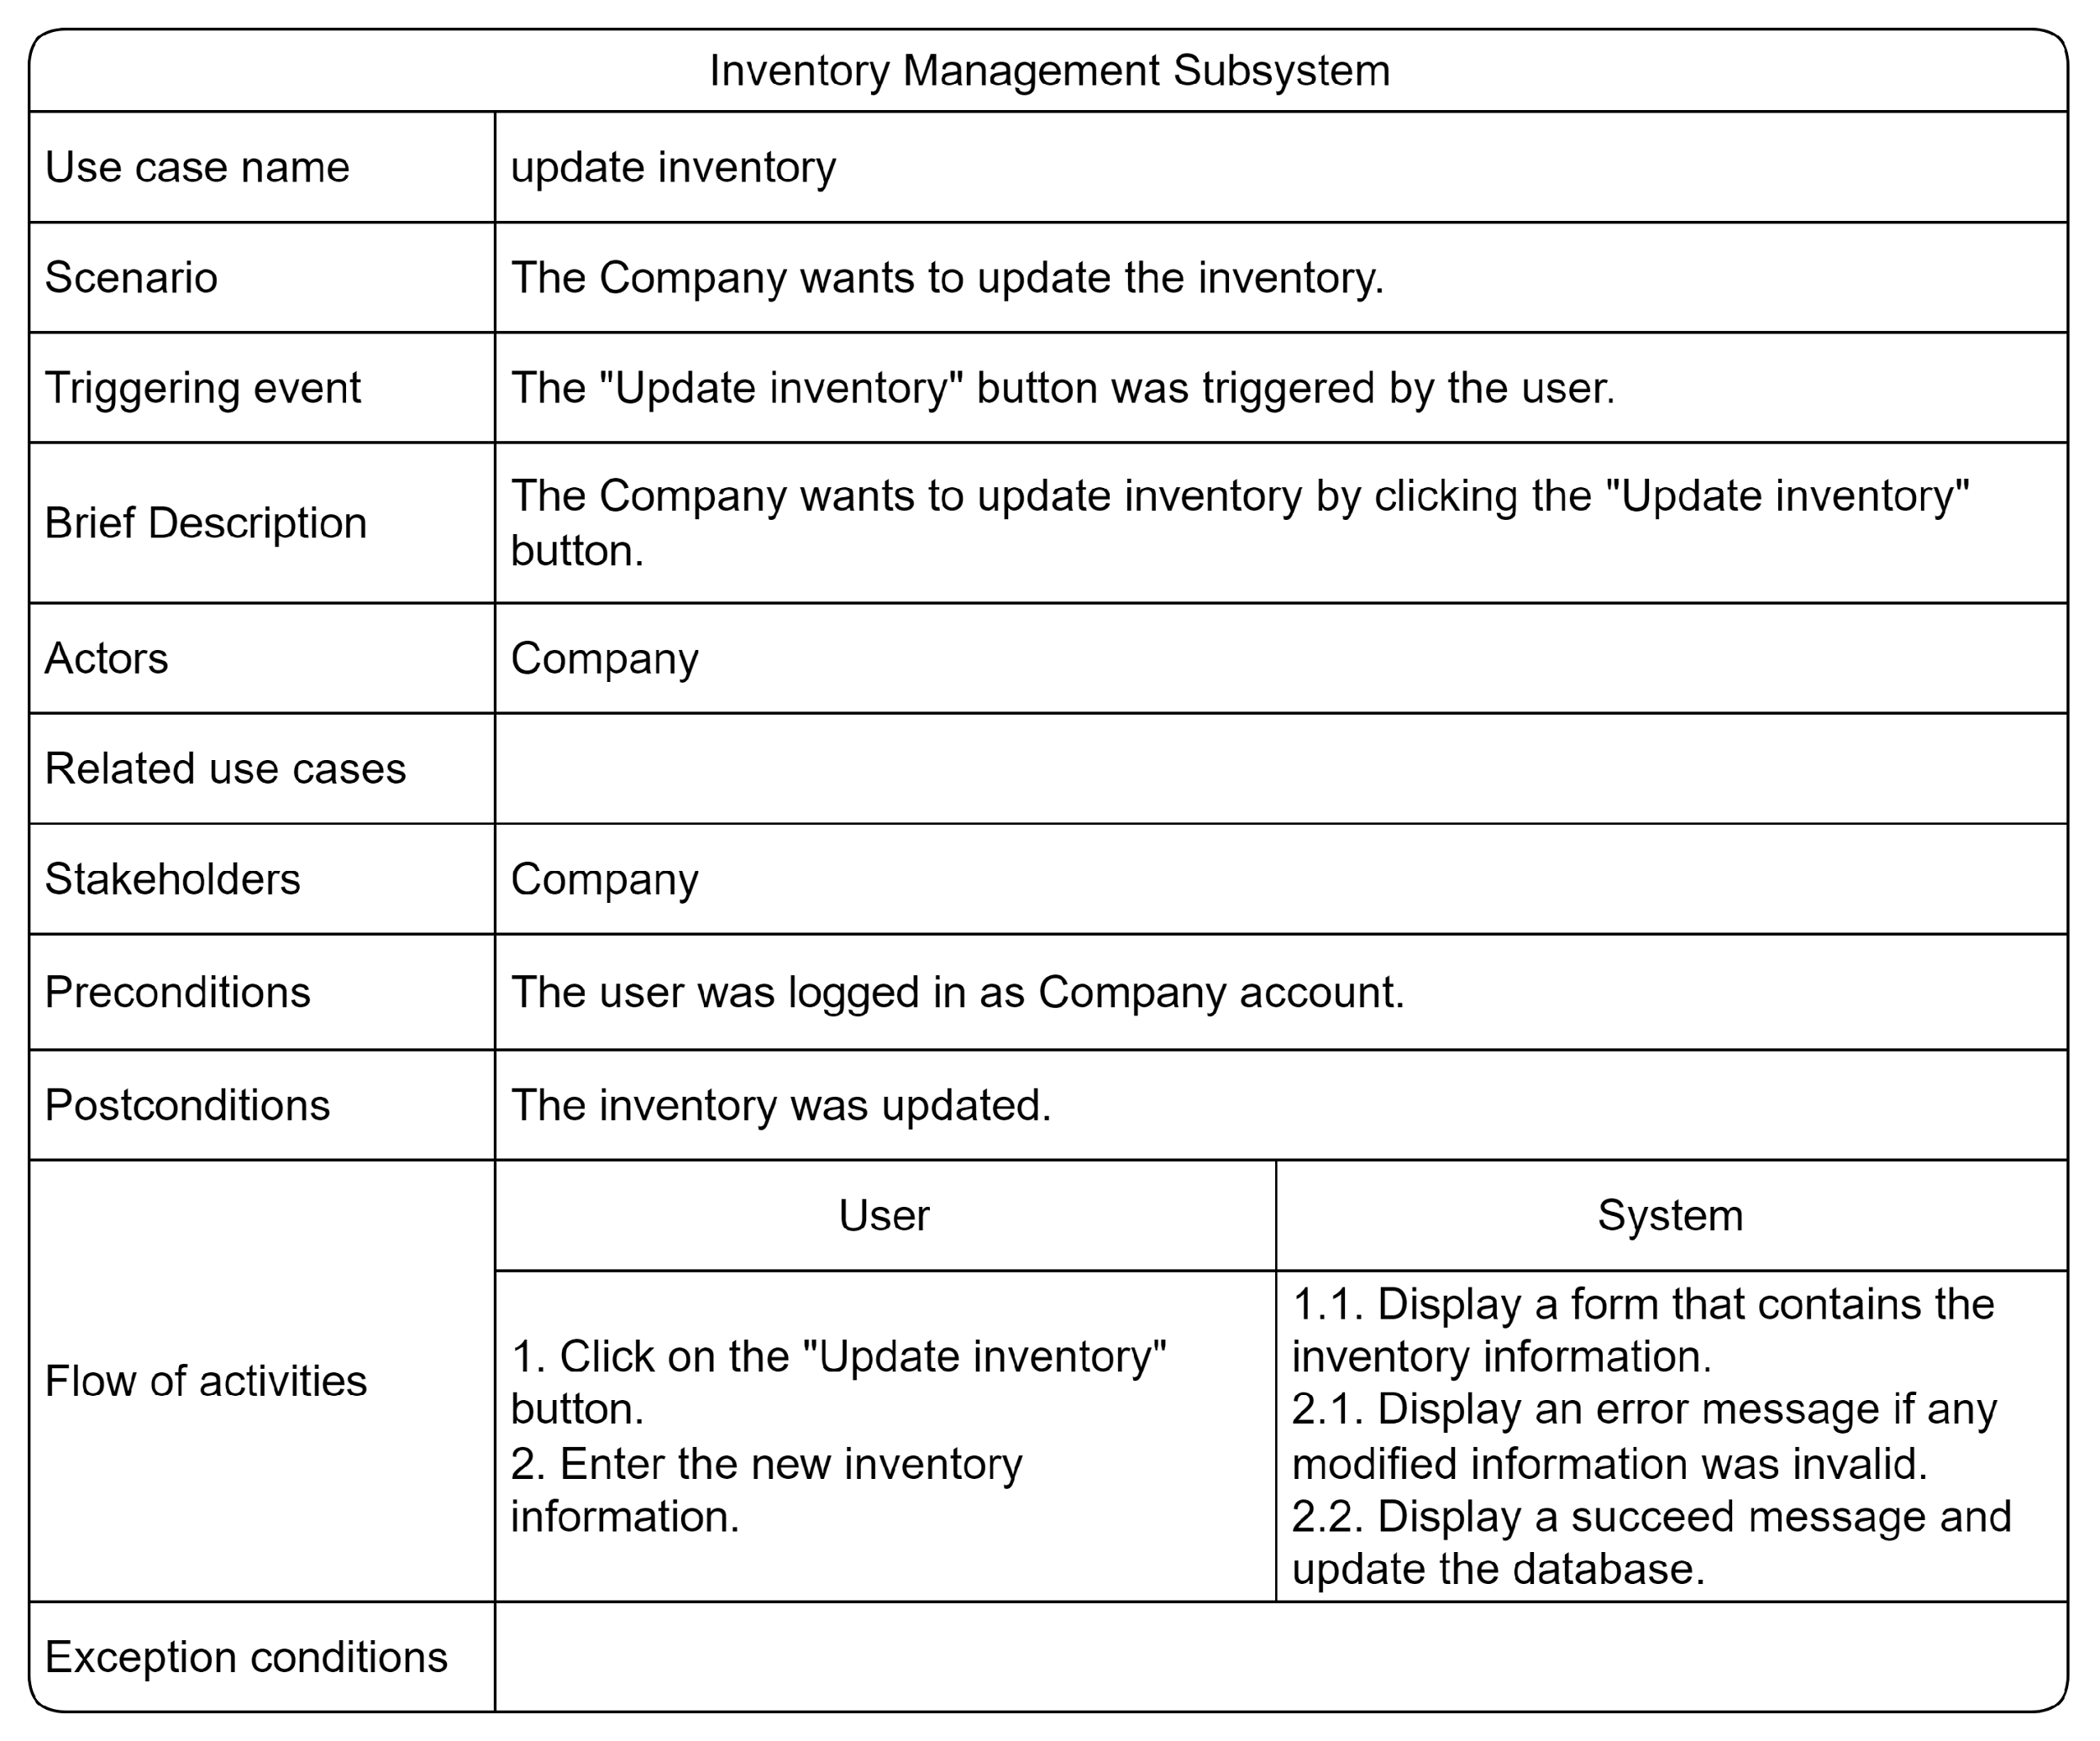 Inventory Management Subsystem
Use case name
update inventory
Scenario
The Company wants to update the inventory.
Triggering event
The "Update inventory" button was triggered by the user.
Brief Description
The Company wants to update inventory by clicking the "Update inventory"
button.
Actors
Company
Related use cases
Stakeholders
Company
Preconditions
The user was logged in as Company account.
Postconditions
The inventory was updated.
Flow of activities
User
System
1. Click on the "Update inventory"
button.
2. Enter the new inventory
information.
1.1. Display a form that contains the
inventory information.
2.1. Display an error message if any
modified information was invalid.
2.2. Display a succeed message and
update the database.
Exception conditions